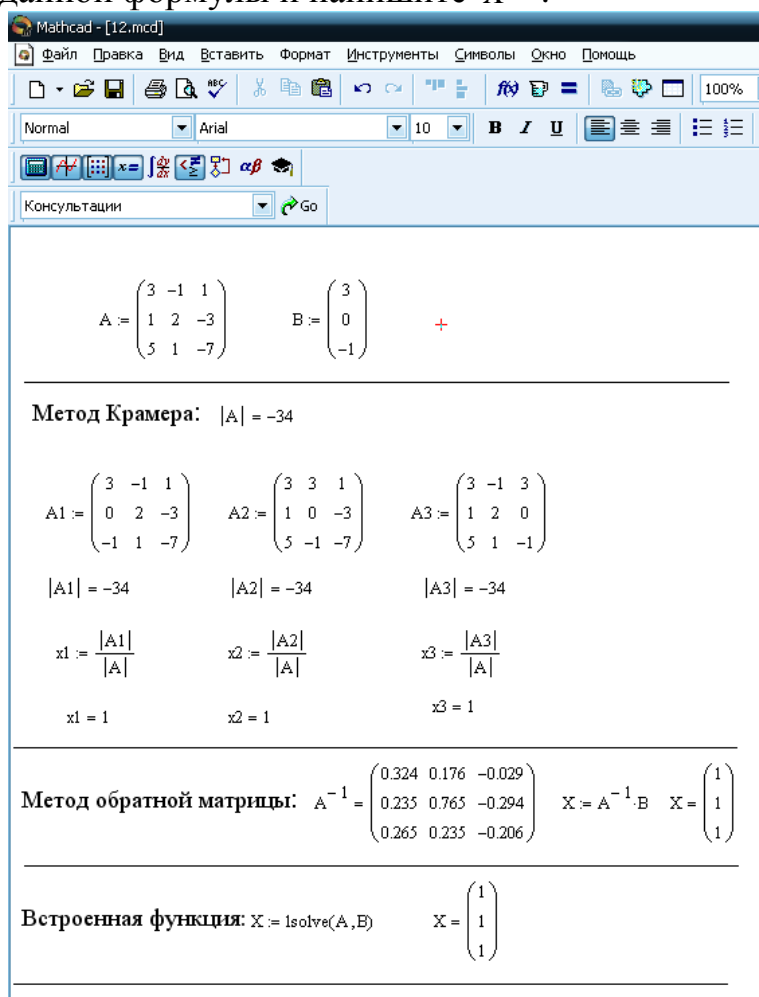 данной формулы и напишите x
Mathcad - [12.mcd]
Файл Правка Вид Вставить Формат Инструменты Символы Окно Помощь
100%
Normal Arial 10 B I U
αβ
Консультации Go
A := (3 -1 1; 1 2 -3; 5 1 -7) B := (3; 0; -1)
Метод Крамера: |A| = -34
A1 := (3 -1 1; 0 2 -3; -1 1 -7) A2 := (3 3 1; 1 0 -3; 5 -1 -7) A3 := (3 -1 3; 1 2 0; 5 1 -1)
|A1| = -34 |A2| = -34 |A3| = -34
x1 := |A1|/|A| x2 := |A2|/|A| x3 := |A3|/|A|
x1 = 1 x2 = 1 x3 = 1
Метод обратной матрицы: A^-1 = (0.324 0.176 -0.029; 0.235 0.765 -0.294; 0.265 0.235 -0.206) X := A^-1·B X = (1; 1; 1)
Встроенная функция: X := lsolve(A,B) X = (1; 1; 1)